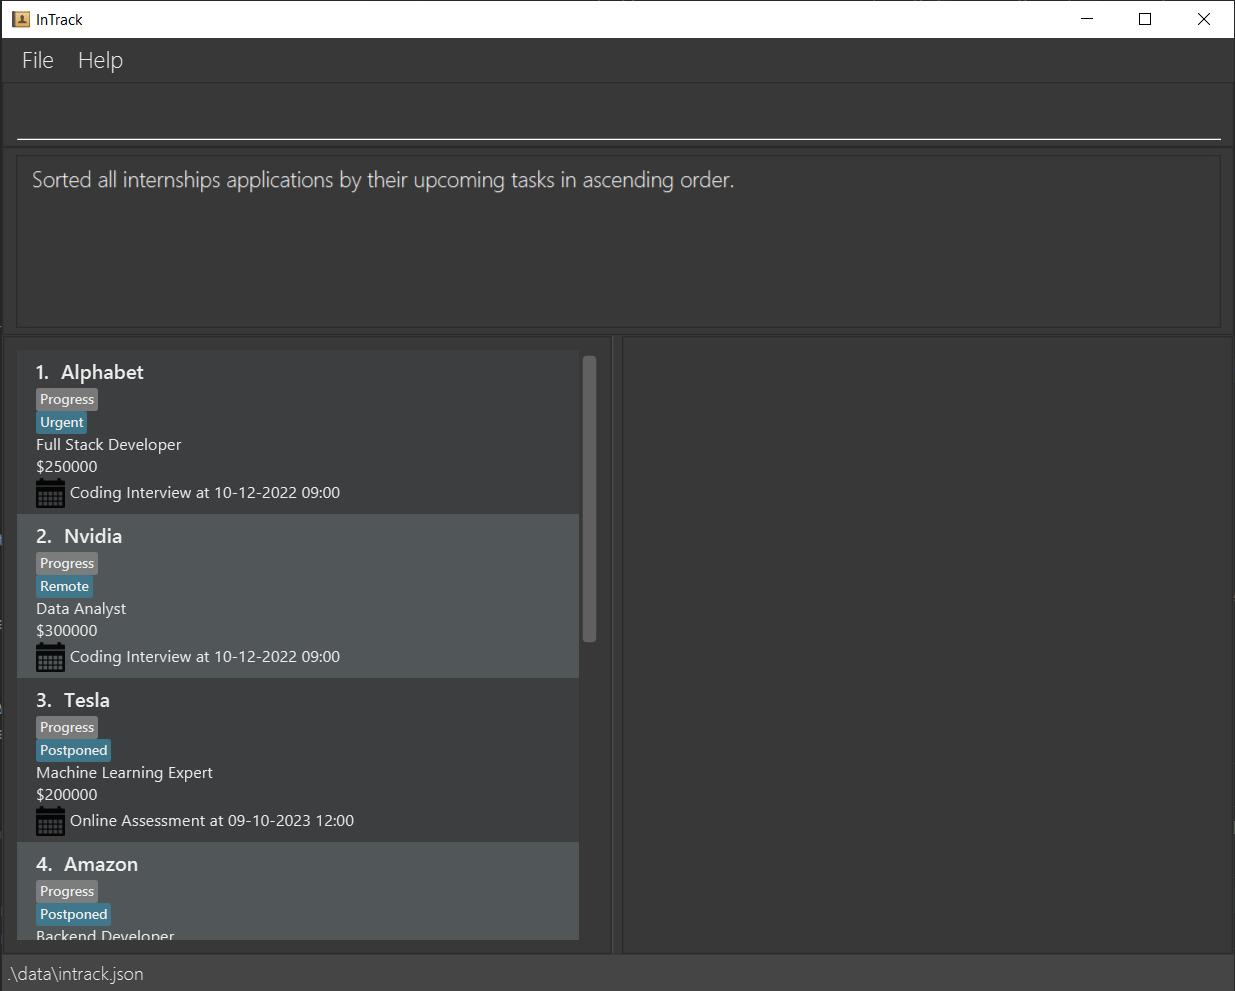 InTrack
File Help
Sorted all internships applications by their upcoming tasks in ascending order.
1. Alphabet
Progress
Urgent
Full Stack Developer
$250000
Coding Interview at 10-12-2022 09:00
2. Nvidia
Progress
Remote
Data Analyst
$300000
Coding Interview at 10-12-2022 09:00
3. Tesla
Progress
Postponed
Machine Learning Expert
$200000
Online Assessment at 09-10-2023 12:00
4. Amazon
Progress
Postponed
Backend Developer
.\data\intrack.json